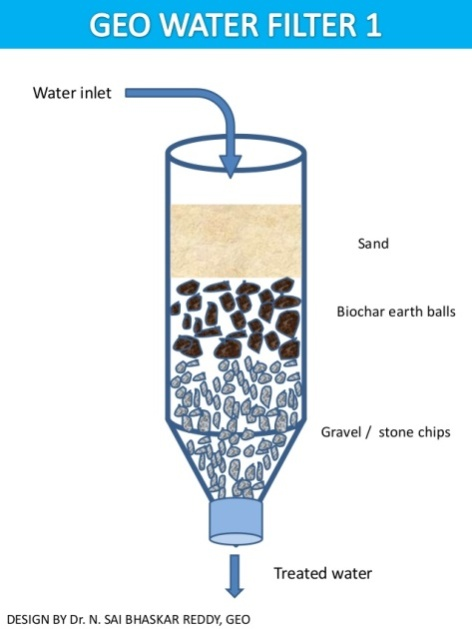 GEO WATER FILTER 1
Water inlet
Sand
Biochar earth balls
Gravel / stone chips
Treated water
DESIGN BY Dr. N. SAI BHASKAR REDDY, GEO